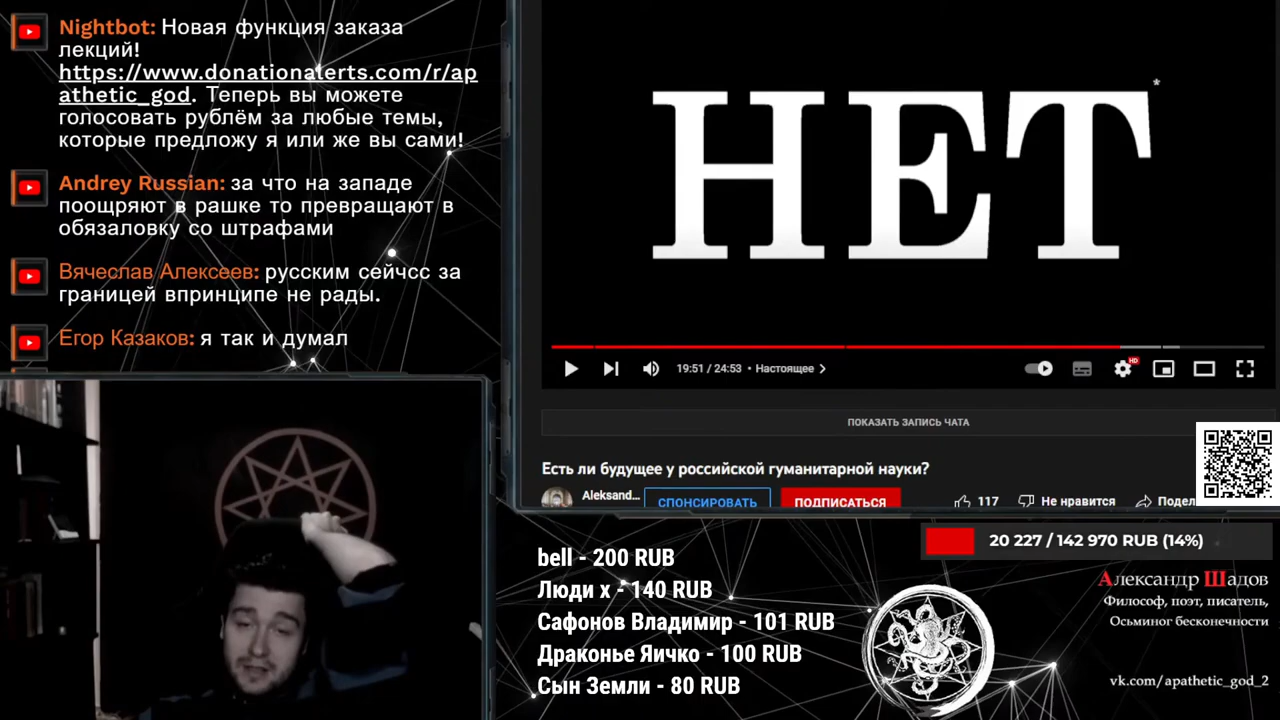 Nightbot: Новая функция заказа
лекций!
https://www.donationalerts.com/r/ap
athetic_god. Теперь вы можете
голосовать рублём за любые темы,
которые предложу я или же вы сами!
Andrey Russian: за что на западе
поощряют в рашке то превращают в
обязаловку со штрафами
Вячеслав Алексеев: русским сейчсс за
границей впринципе не рады.
Егор Казаков: я так и думал
НЕТ*
19:51 / 24:53 • Настоящее
HD
ПОКАЗАТЬ ЗАПИСЬ ЧАТА
Есть ли будущее у российской гуманитарной науки?
Aleksand...
СПОНСИРОВАТЬ
ПОДПИСАТЬСЯ
117
Не нравится
Подел
20 227 / 142 970 RUB (14%)
bell - 200 RUB
Люди x - 140 RUB
Сафонов Владимир - 101 RUB
Драконье Яичко - 100 RUB
Сын Земли - 80 RUB
Александр Шадов
Философ, поэт, писатель,
Осьминог бесконечности
vk.com/apathetic_god_2